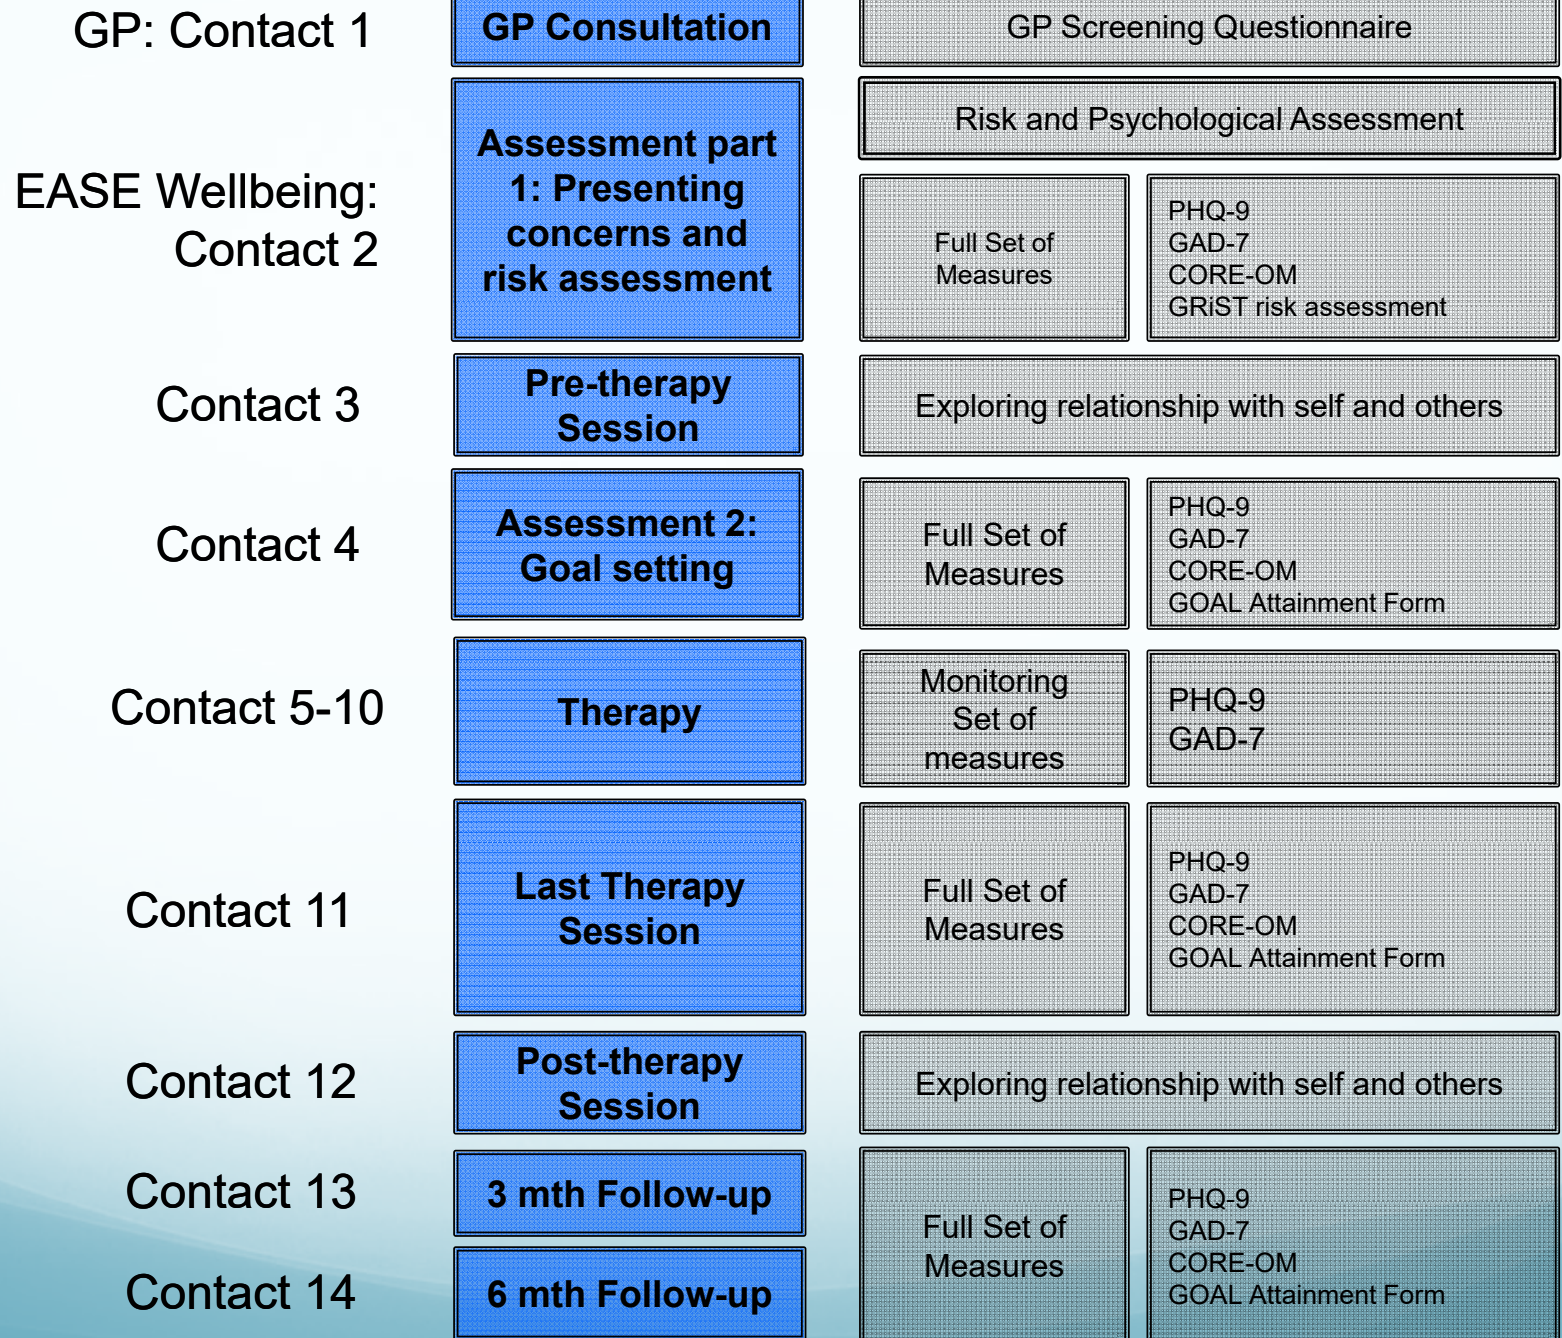 GP: Contact 1
GP Consultation
GP Screening Questionnaire
EASE Wellbeing:
Contact 2
Assessment part
1: Presenting
concerns and
risk assessment
Risk and Psychological Assessment
Full Set of
Measures
PHQ-9
GAD-7
CORE-OM
GRiST risk assessment
Contact 3
Pre-therapy
Session
Exploring relationship with self and others
Contact 4
Assessment 2:
Goal setting
Full Set of
Measures
PHQ-9
GAD-7
CORE-OM
GOAL Attainment Form
Contact 5-10
Therapy
Monitoring
Set of
measures
PHQ-9
GAD-7
Contact 11
Last Therapy
Session
Full Set of
Measures
PHQ-9
GAD-7
CORE-OM
GOAL Attainment Form
Contact 12
Post-therapy
Session
Exploring relationship with self and others
Contact 13
3 mth Follow-up
Contact 14
6 mth Follow-up
Full Set of
Measures
PHQ-9
GAD-7
CORE-OM
GOAL Attainment Form